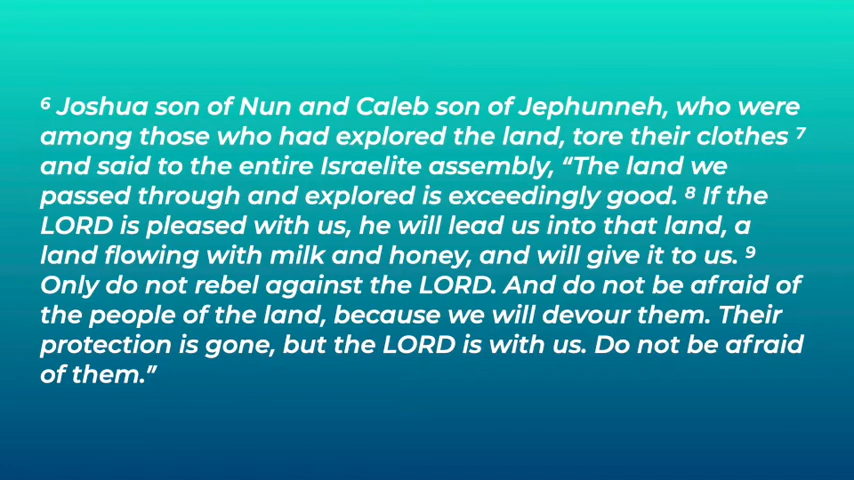 ⁶ Joshua son of Nun and Caleb son of Jephunneh, who were
among those who had explored the land, tore their clothes ⁷
and said to the entire Israelite assembly, “The land we
passed through and explored is exceedingly good. ⁸ If the
LORD is pleased with us, he will lead us into that land, a
land flowing with milk and honey, and will give it to us. ⁹
Only do not rebel against the LORD. And do not be afraid of
the people of the land, because we will devour them. Their
protection is gone, but the LORD is with us. Do not be afraid
of them.”